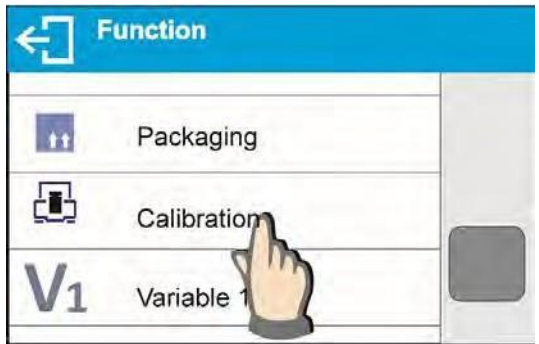 Function
Packaging
Calibration
V1 Variable 1